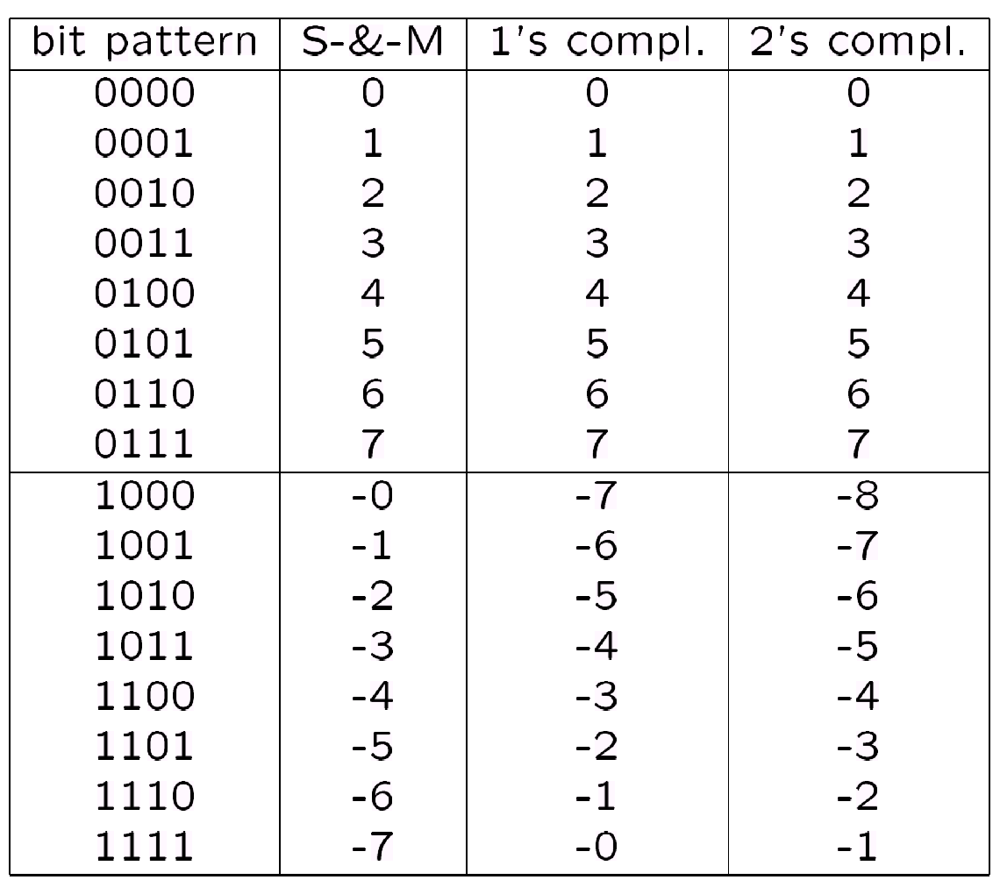 bit pattern S-&-M 1's compl. 2's compl.
0000 0 0 0
0001 1 1 1
0010 2 2 2
0011 3 3 3
0100 4 4 4
0101 5 5 5
0110 6 6 6
0111 7 7 7
1000 -0 -7 -8
1001 -1 -6 -7
1010 -2 -5 -6
1011 -3 -4 -5
1100 -4 -3 -4
1101 -5 -2 -3
1110 -6 -1 -2
1111 -7 -0 -1